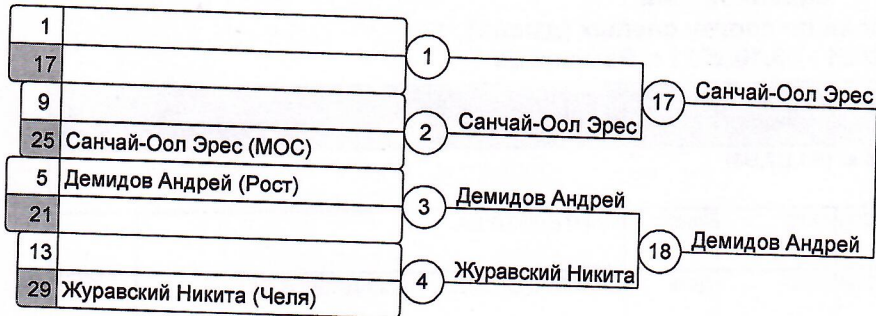 1
17
1
9
25 Санчай-Оол Эрес (МОС)
2 Санчай-Оол Эрес
17 Санчай-Оол Эрес
5 Демидов Андрей (Рост)
21
3 Демидов Андрей
13
29 Журавский Никита (Челя)
4 Журавский Никита
18 Демидов Андрей